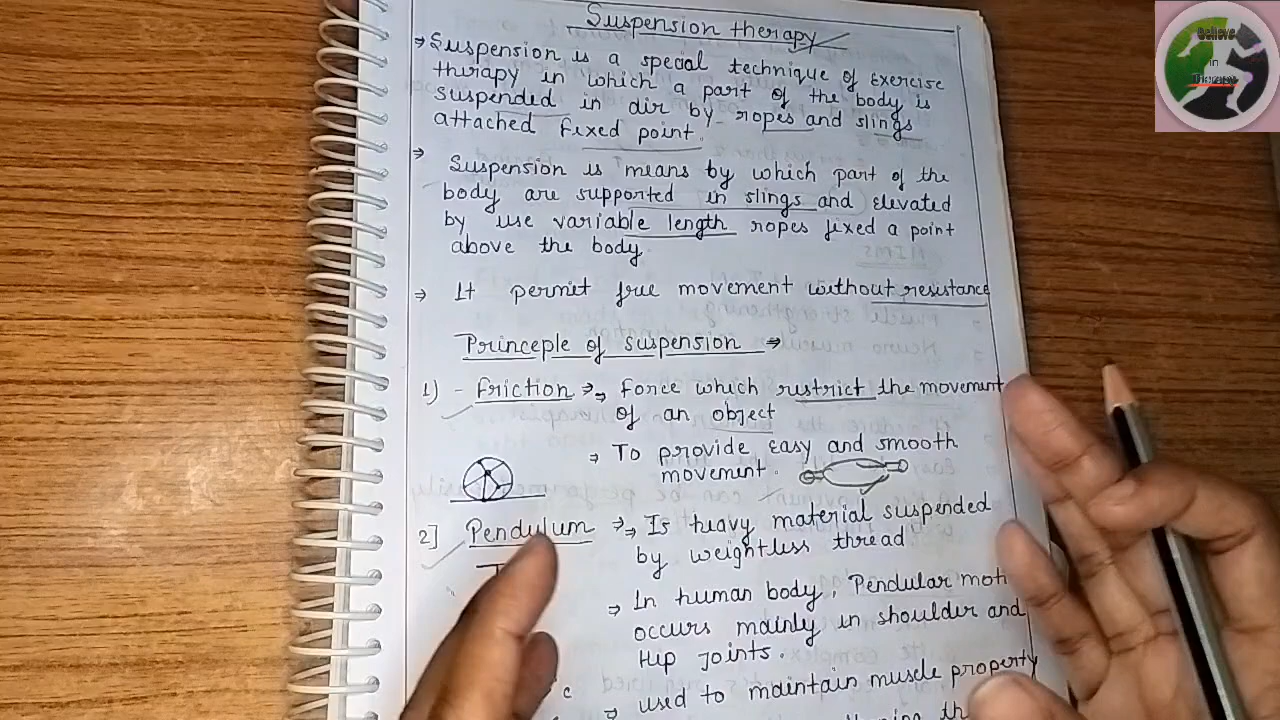 Suspension therapy
→ Suspension is a special technique of exercise
therapy in which a part of the body is
suspended in air by ropes and slings
attached fixed point.
→ Suspension is means by which part of the
body are supported in slings and elevated
by use variable length ropes fixed a point
above the body.
→ It permit free movement without resistance
Princeple of suspension →
1) - Friction → → Force which restrict the movement
of an object
→ To provide easy and smooth
movement.
2] Pendulum → → Is heavy material suspended
by weightless thread
→ In human body, Pendular moti
occurs mainly in shoulder and
Hip Joints.
→ used to maintain muscle property
Believe
in
Therapy